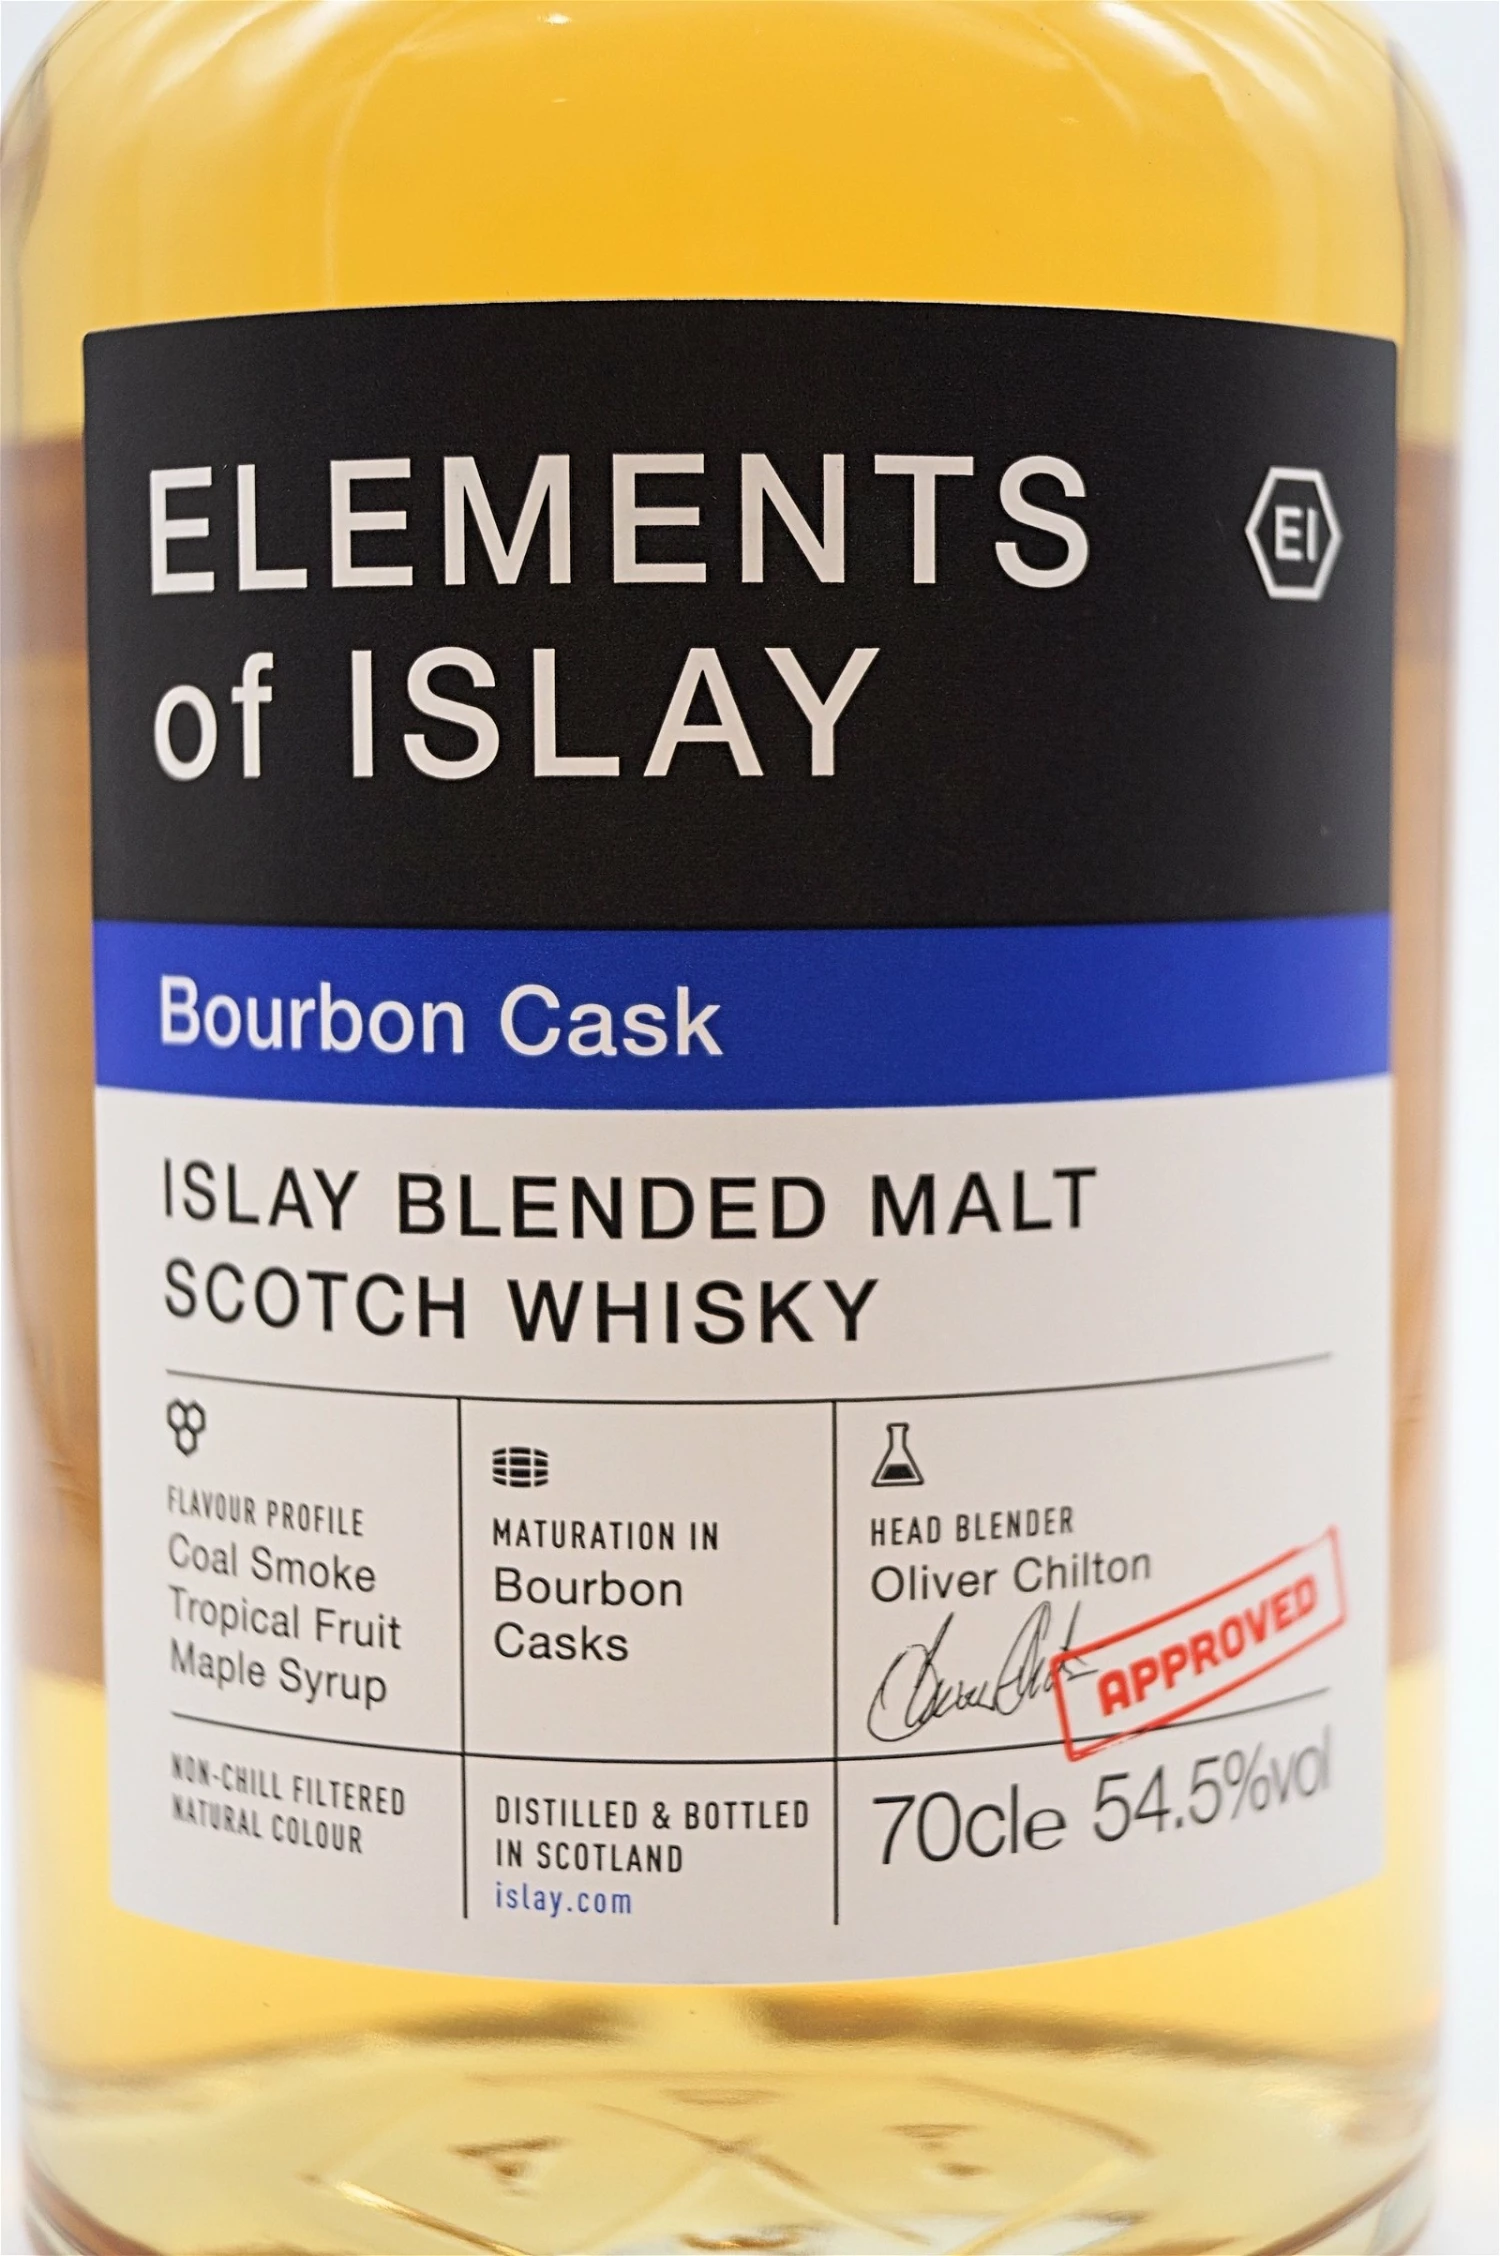 ELEMENTS
of ISLAY
EI
Bourbon Cask
ISLAY BLENDED MALT
SCOTCH WHISKY
FLAVOUR PROFILE
Coal Smoke
Tropical Fruit
Maple Syrup
MATURATION IN
Bourbon
Casks
HEAD BLENDER
Oliver Chilton
APPROVED
NON-CHILL FILTERED
NATURAL COLOUR
DISTILLED & BOTTLED
IN SCOTLAND
islay.com
70cle 54.5%vol